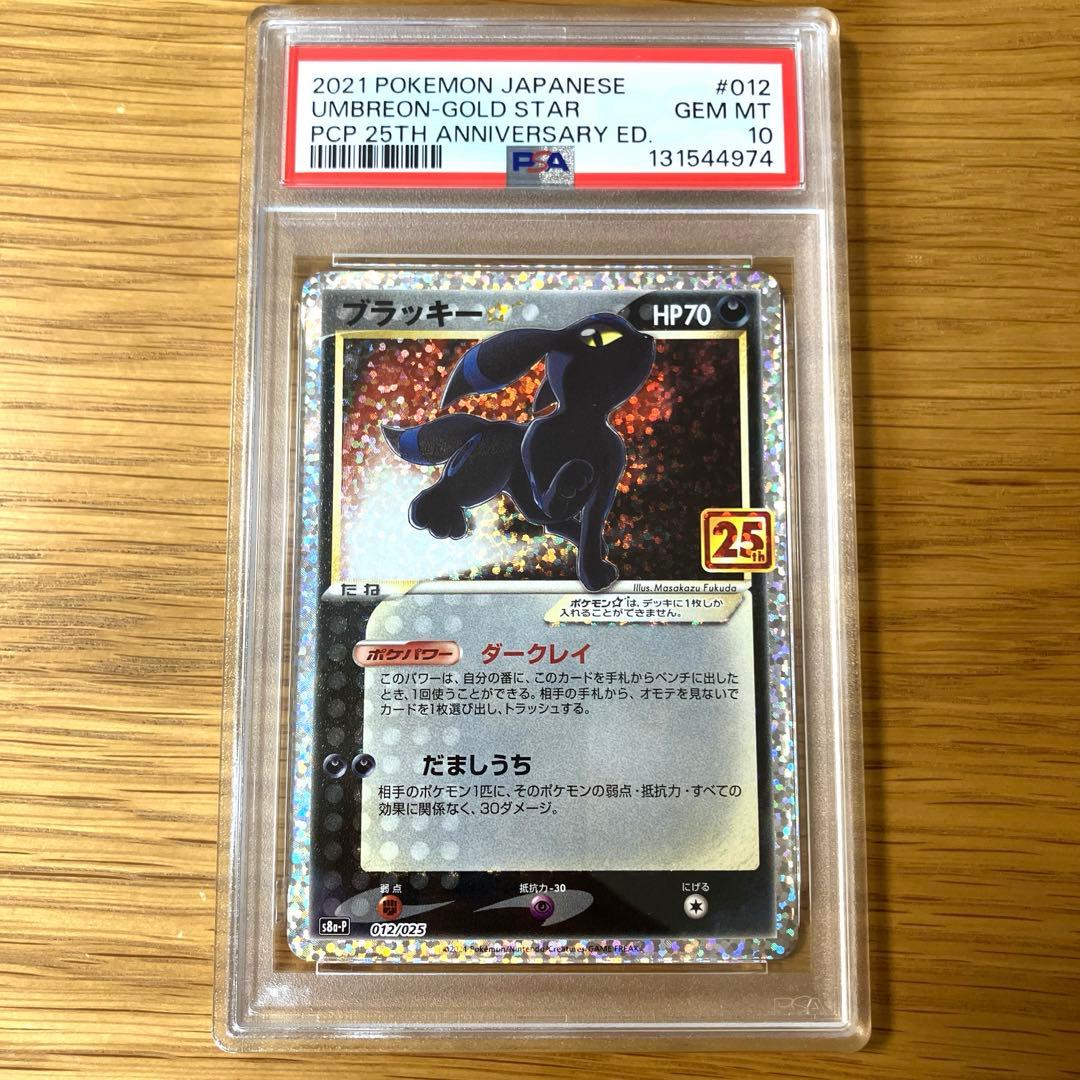 2021 POKEMON JAPANESE #012
UMBREON-GOLD STAR GEM MT
PCP 25TH ANNIVERSARY ED. 10
PSA 131544974
ブラッキー☆ HP70
25th
たね
Illus. Masakazu Fukuda
ポケモン☆は、デッキに1枚しか
入れることができません。
ポケパワー ダークレイ
このパワーは、自分の番に、このカードを手札からベンチに出した
とき、1回使うことができる。相手の手札から、オモテを見ないで
カードを1枚選び出し、トラッシュする。
だましうち
相手のポケモン1匹に、そのポケモンの弱点・抵抗力・すべての
効果に関係なく、30ダメージ。
弱点 抵抗力-30 にげる
s8a-P 012/025
Pokémon/Nintendo/Creatures/GAME FREAK
PSA